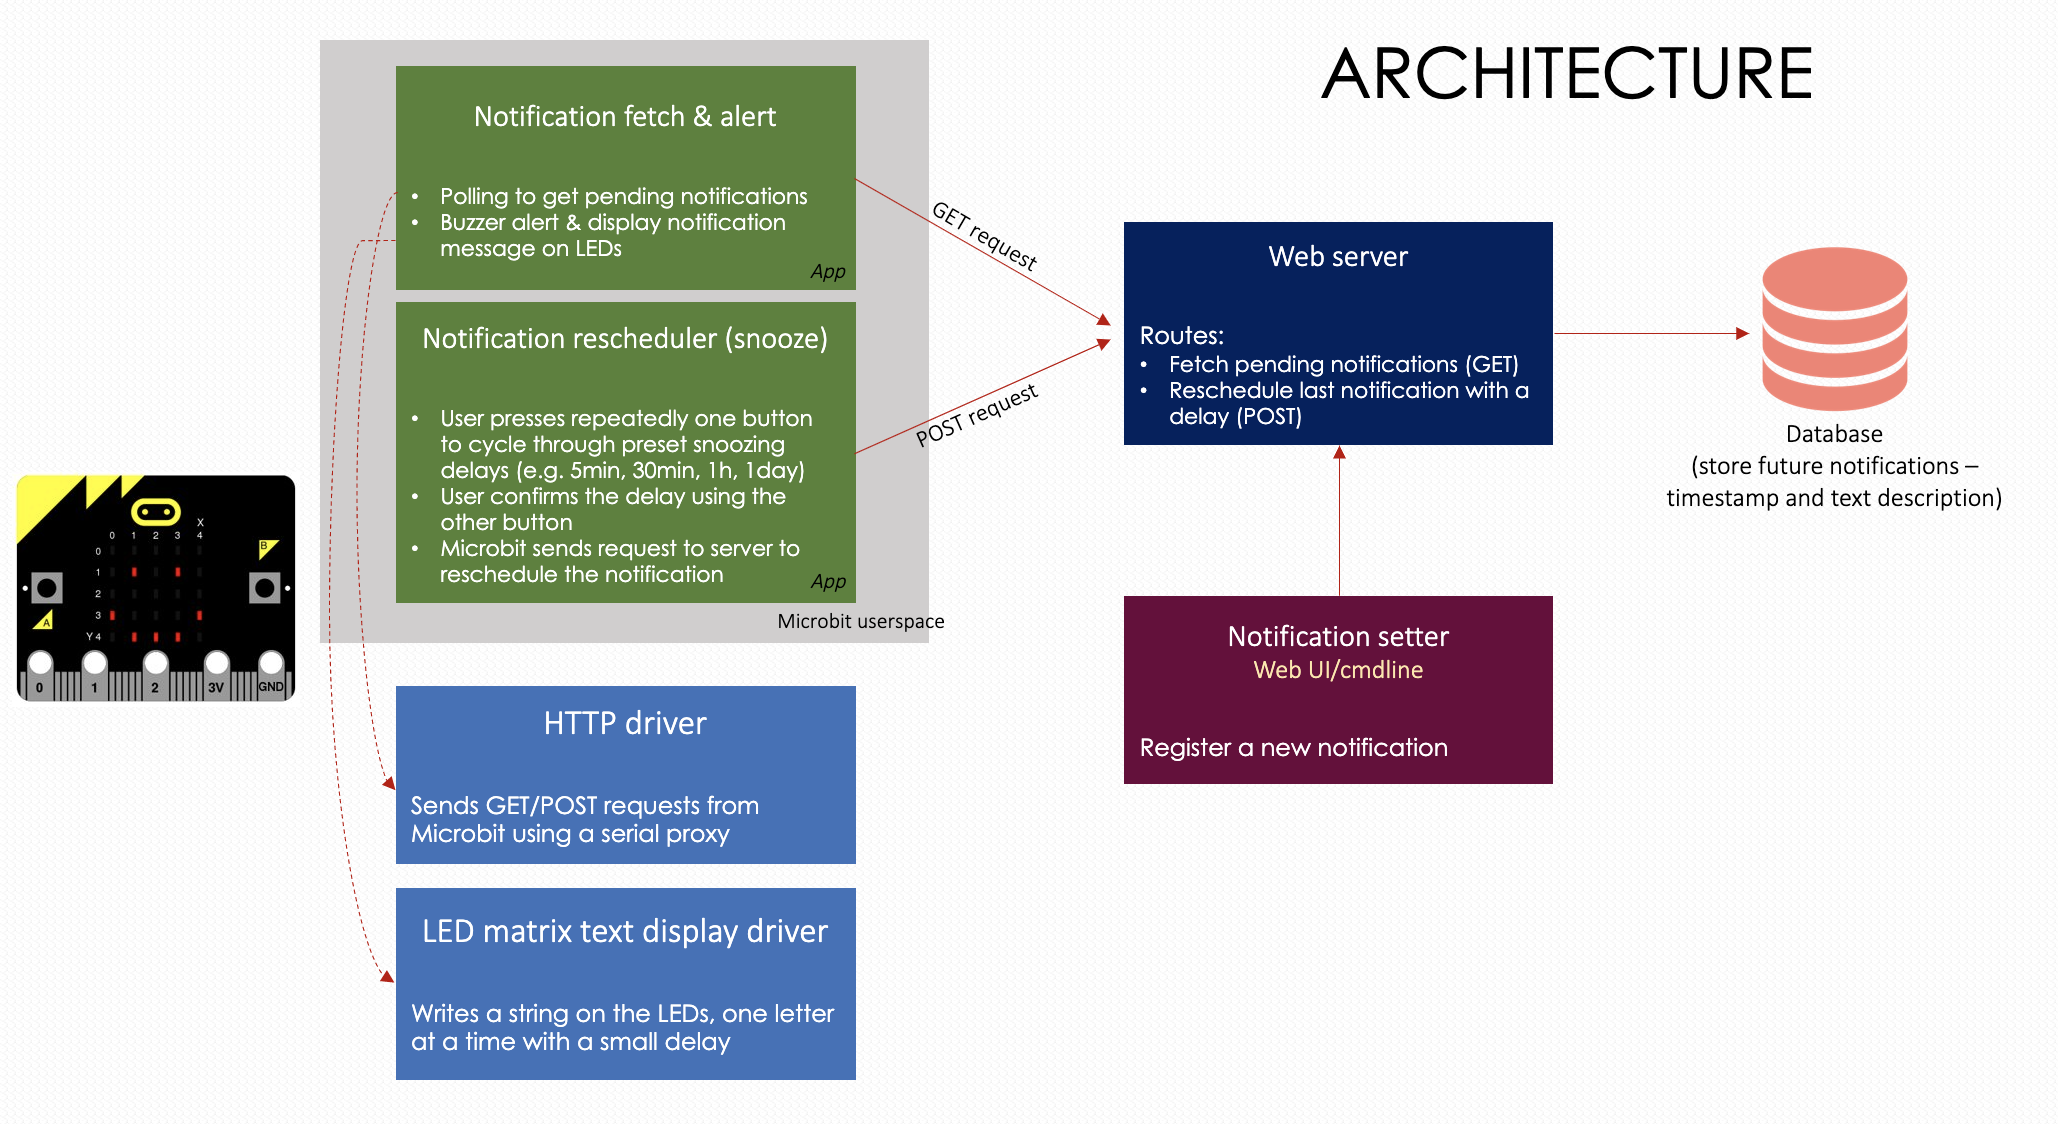 ARCHITECTURE
Notification fetch & alert
• Polling to get pending notifications
• Buzzer alert & display notification
message on LEDs
App
Notification rescheduler (snooze)
• User presses repeatedly one button
to cycle through preset snoozing
delays (e.g. 5min, 30min, 1h, 1day)
• User confirms the delay using the
other button
• Microbit sends request to server to
reschedule the notification
App
Microbit userspace
GET request
POST request
Web server
Routes:
• Fetch pending notifications (GET)
• Reschedule last notification with a
delay (POST)
Database
(store future notifications –
timestamp and text description)
Notification setter
Web UI/cmdline
Register a new notification
X
0 1 2 3 4
0
1
2
3
Y 4
A
B
0 1 2 3V GND
HTTP driver
Sends GET/POST requests from
Microbit using a serial proxy
LED matrix text display driver
Writes a string on the LEDs, one letter
at a time with a small delay